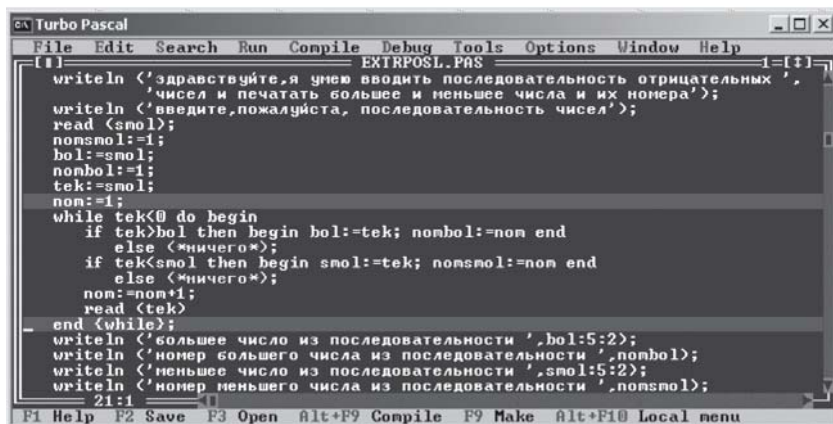 Turbo Pascal
File Edit Search Run Compile Debug Tools Options Window Help
EXTRPOSL.PAS 1=[↕]
writeln ('здравствуйте,я умею вводить последовательность отрицательных ',
'чисел и печатать большее и меньшее числа и их номера');
writeln ('введите,пожалуйста, последовательность чисел');
read (smol);
nomsmol:=1;
bol:=smol;
nombol:=1;
tek:=smol;
nom:=1;
while tek<0 do begin
if tek>bol then begin bol:=tek; nombol:=nom end
else (*ничего*);
if tek<smol then begin smol:=tek; nomsmol:=nom end
else (*ничего*);
nom:=nom+1;
read (tek)
end {while};
writeln ('большее число из последовательности ',bol:5:2);
writeln ('номер большего числа из последовательности ',nombol);
writeln ('меньшее число из последовательности ',smol:5:2);
writeln ('номер меньшего числа из последовательности ',nomsmol);
21:1
F1 Help F2 Save F3 Open Alt+F9 Compile F9 Make Alt+F10 Local menu